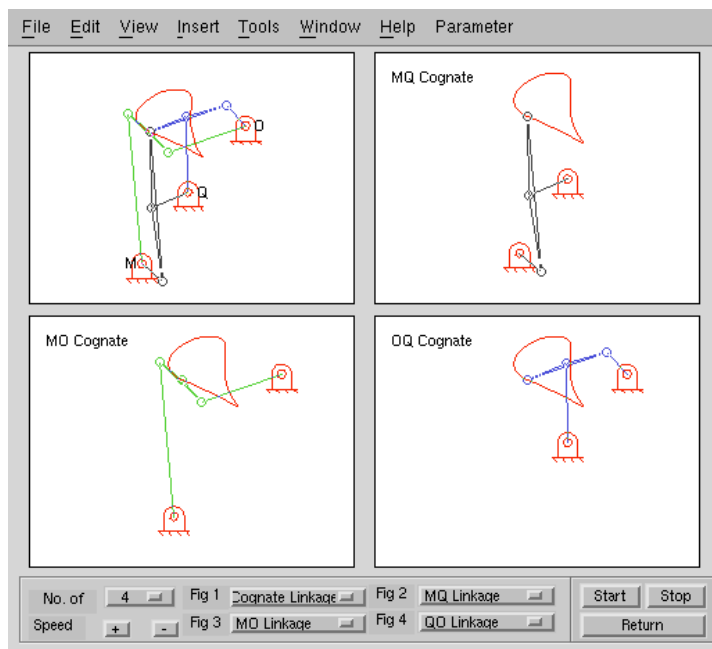 File Edit View Insert Tools Window Help Parameter
O
Q
M
MQ Cognate
MO Cognate
OQ Cognate
No. of 4 Fig 1 Cognate Linkage Fig 2 MQ Linkage Start Stop
Speed + - Fig 3 MO Linkage Fig 4 QO Linkage Return